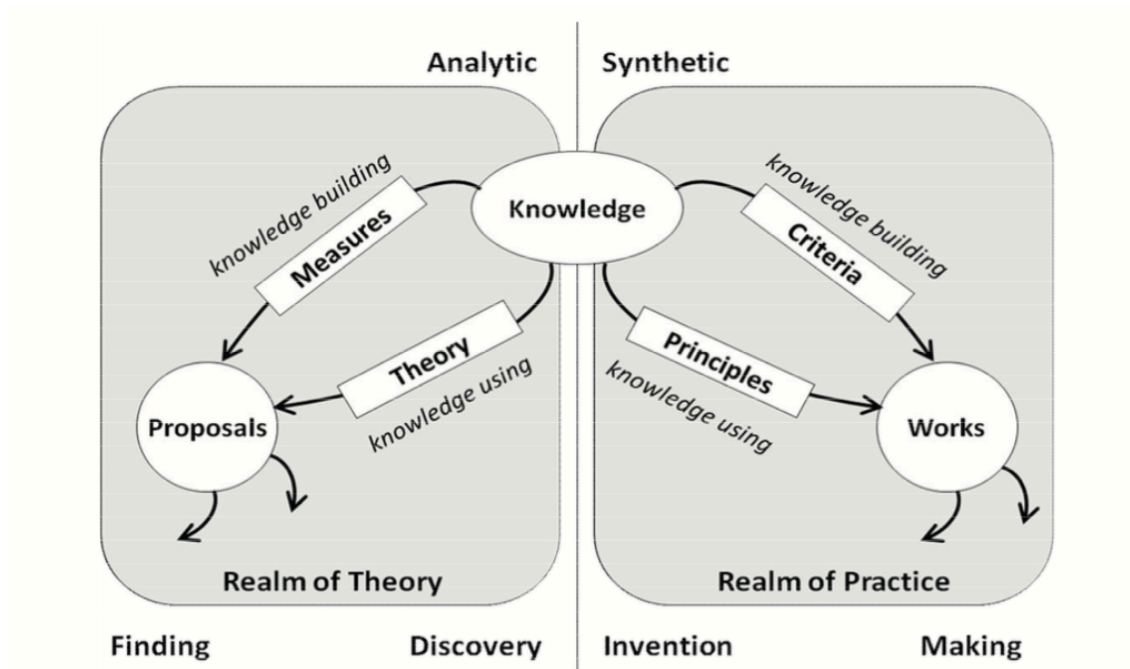 Analytic
Synthetic
knowledge building
Measures
Knowledge
knowledge building
Criteria
Theory
knowledge using
Principles
knowledge using
Proposals
Works
Realm of Theory
Realm of Practice
Finding
Discovery
Invention
Making